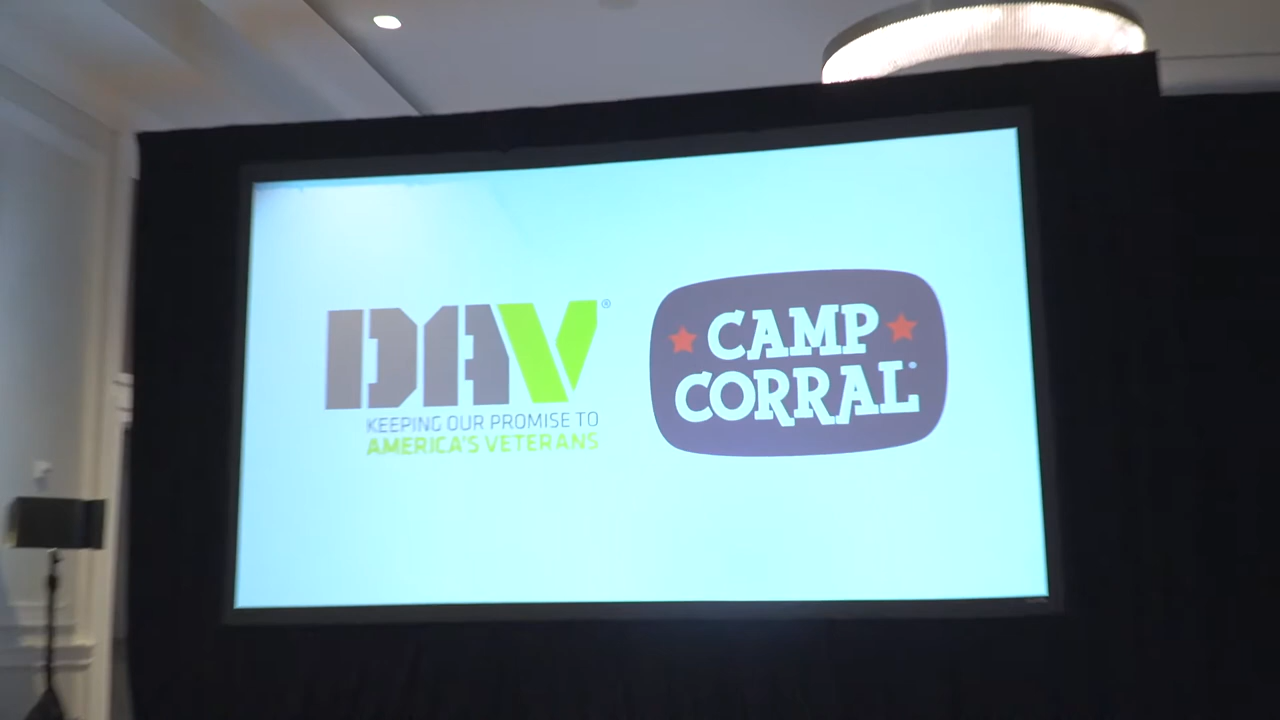 DAV®
KEEPING OUR PROMISE TO
AMERICA'S VETERANS
CAMP
CORRAL